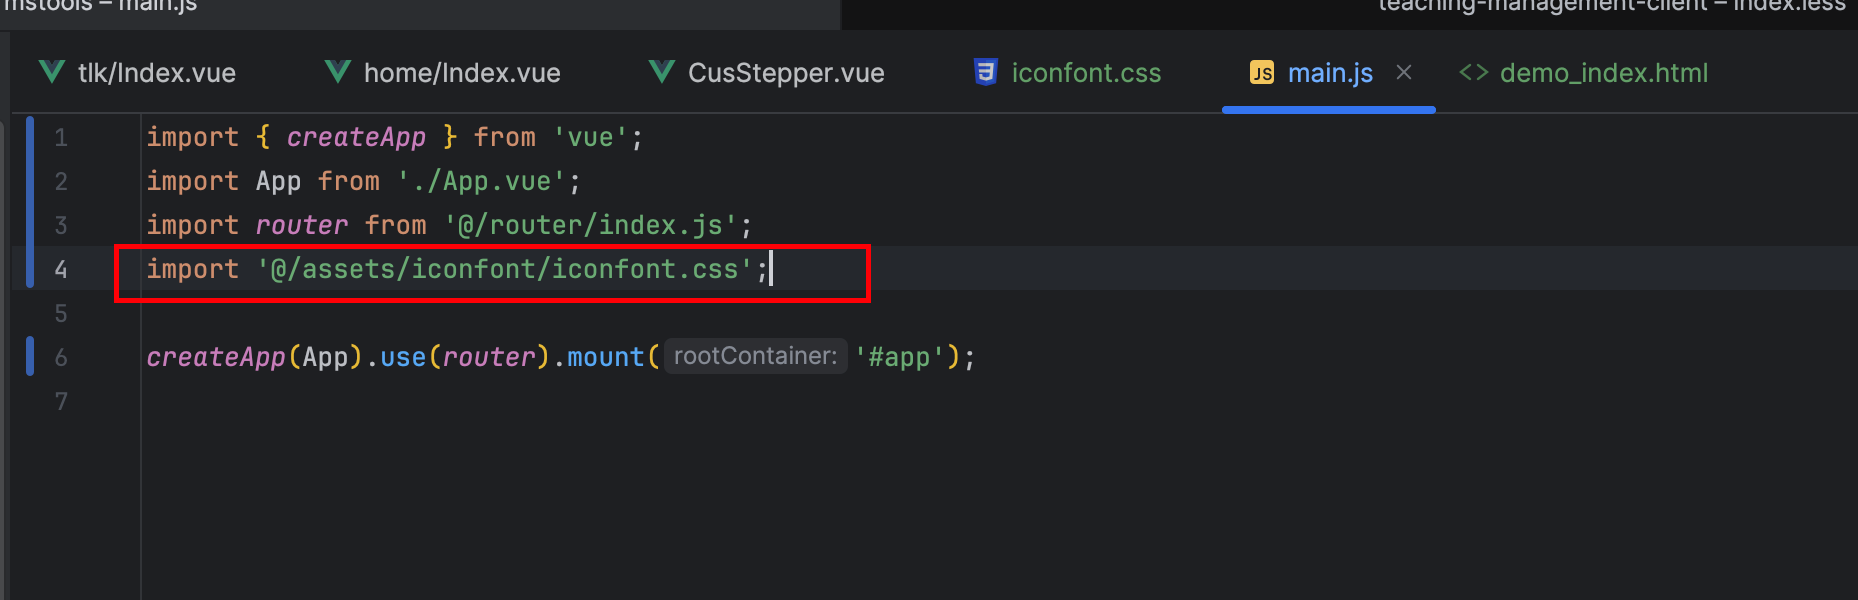 mstools – main.js
teaching-management-client – index.less
tlk/Index.vue
home/Index.vue
CusStepper.vue
iconfont.css
JS main.js
demo_index.html
1 import { createApp } from 'vue';
2 import App from './App.vue';
3 import router from '@/router/index.js';
4 import '@/assets/iconfont/iconfont.css';
5
6 createApp(App).use(router).mount( rootContainer: '#app');
7